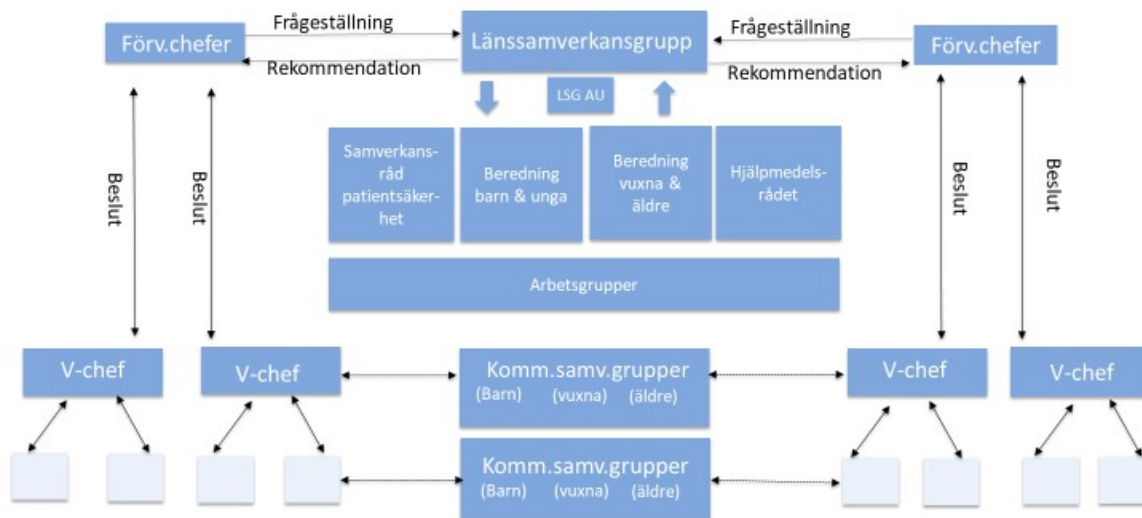 Frågeställning
Frågeställning
Förv.chefer
Länssamverkansgrupp
Förv.chefer
Rekommendation
Rekommendation
LSG AU
Samverkans-
råd
patientsäker-
het
Beredning
barn & unga
Beredning
vuxna &
äldre
Hjälpmedels-
rådet
Beslut
Beslut
Beslut
Beslut
Arbetsgrupper
V-chef
V-chef
Komm.samv.grupper
(Barn) (vuxna) (äldre)
V-chef
V-chef
Komm.samv.grupper
(Barn) (vuxna) (äldre)